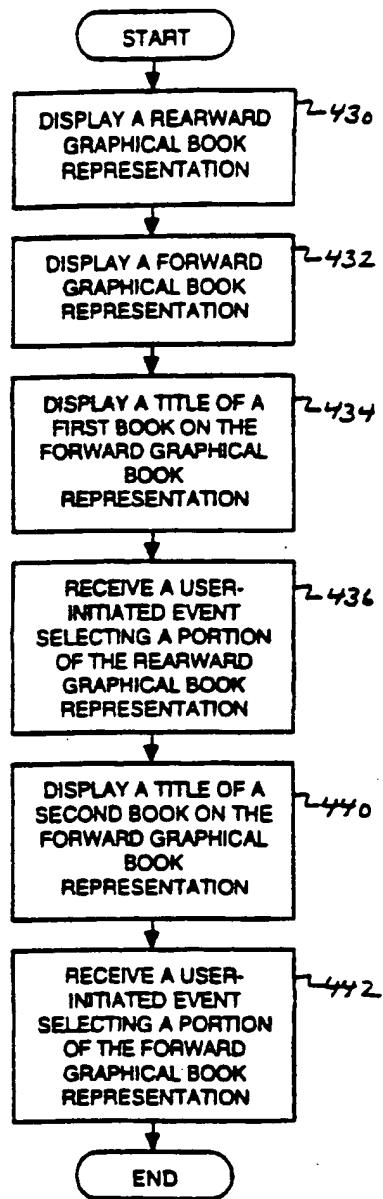 START
DISPLAY A REARWARD
GRAPHICAL BOOK
REPRESENTATION
430
DISPLAY A FORWARD
GRAPHICAL BOOK
REPRESENTATION
432
DISPLAY A TITLE OF A
FIRST BOOK ON THE
FORWARD GRAPHICAL
BOOK
REPRESENTATION
434
RECEIVE A USER-
INITIATED EVENT
SELECTING A PORTION
OF THE REARWARD
GRAPHICAL BOOK
REPRESENTATION
436
DISPLAY A TITLE OF A
SECOND BOOK ON THE
FORWARD GRAPHICAL
BOOK
REPRESENTATION
440
RECEIVE A USER-
INITIATED EVENT
SELECTING A PORTION
OF THE FORWARD
GRAPHICAL BOOK
REPRESENTATION
442
END